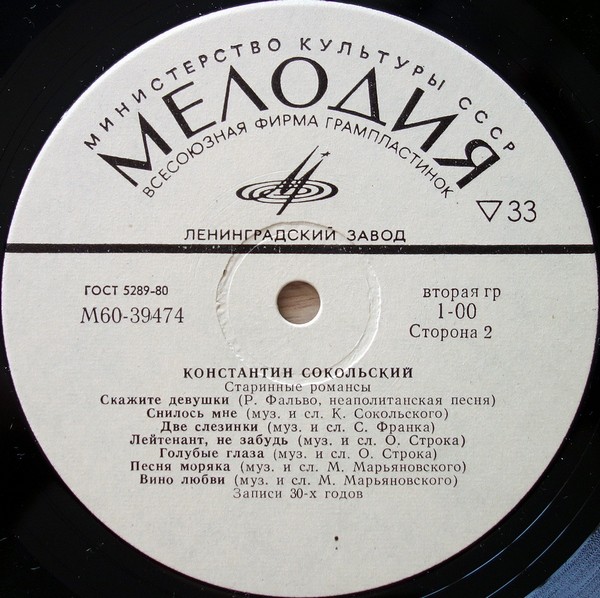 МИНИСТЕРСТВО КУЛЬТУРЫ СССР
МЕЛОДИЯ
ВСЕСОЮЗНАЯ ФИРМА ГРАМПЛАСТИНОК
▽33
ЛЕНИНГРАДСКИЙ ЗАВОД
ГОСТ 5289-80
М60-39474
вторая гр
1-00
Сторона 2
КОНСТАНТИН СОКОЛЬСКИЙ
Старинные романсы
Скажите девушки (Р. Фальво, неаполитанская песня)
Снилось мне (муз. и сл. К. Сокольского)
Две слезинки (муз. и сл. С. Франка)
Лейтенант, не забудь (муз. и сл. О. Строка)
Голубые глаза (муз. и сл. О. Строка)
Песня моряка (муз. и сл. М. Марьяновского)
Вино любви (муз. и сл. М. Марьяновского)
Записи 30-х годов